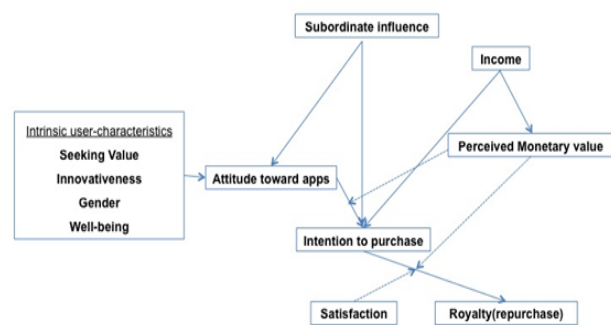 Subordinate influence
Income
Intrinsic user-characteristics
Seeking Value
Innovativeness
Gender
Well-being
Attitude toward apps
Perceived Monetary value
Intention to purchase
Satisfaction
Royalty(repurchase)